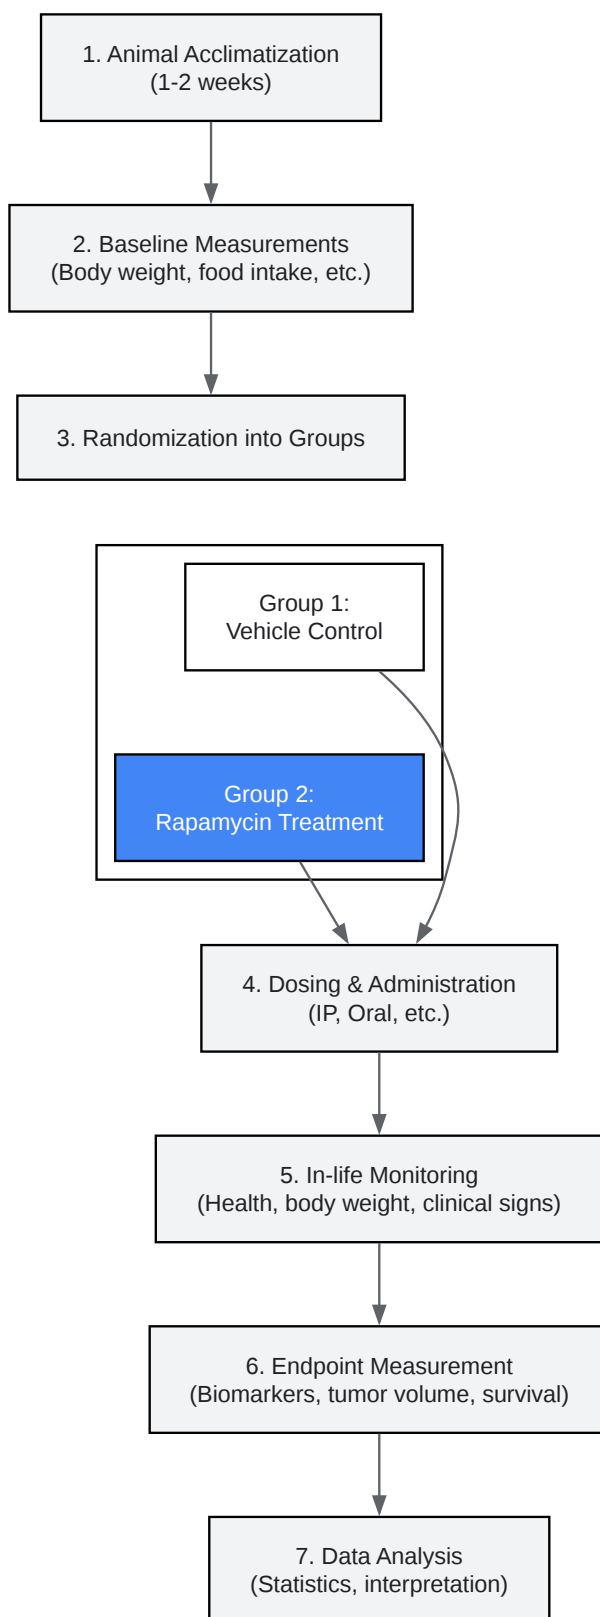 1. Animal Acclimatization
(1-2 weeks)
2. Baseline Measurements
(Body weight, food intake, etc.)
3. Randomization into Groups
Group 1:
Vehicle Control
Group 2:
Rapamycin Treatment
4. Dosing & Administration
(IP, Oral, etc.)
5. In-life Monitoring
(Health, body weight, clinical signs)
6. Endpoint Measurement
(Biomarkers, tumor volume, survival)
7. Data Analysis
(Statistics, interpretation)